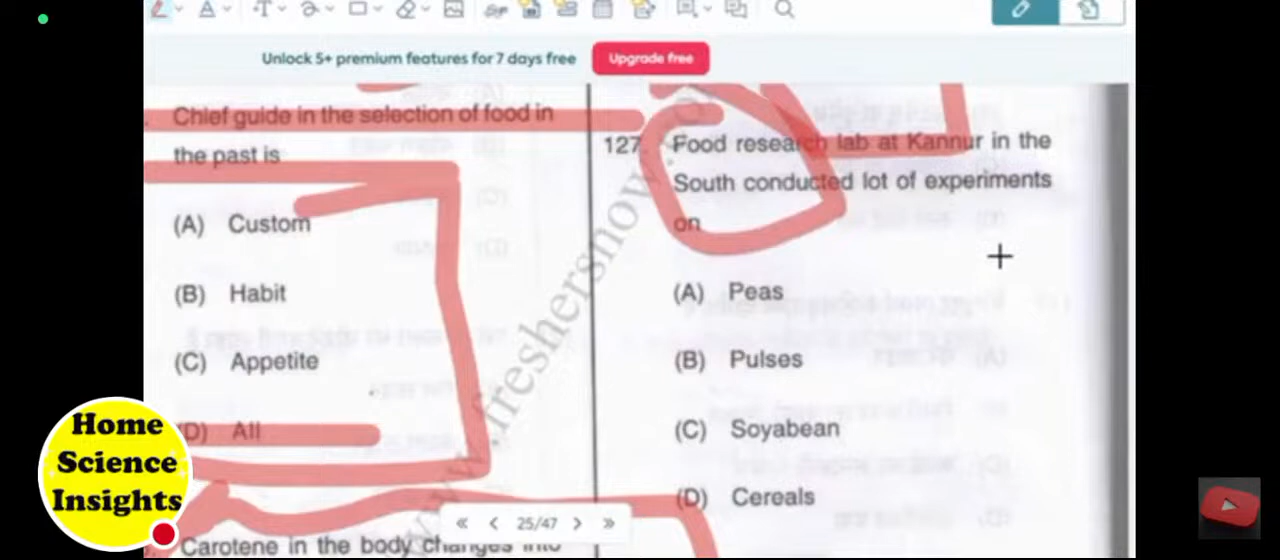 Unlock 5+ premium features for 7 days free
Upgrade free
Chief guide in the selection of food in
the past is
(A) Custom
(B) Habit
(C) Appetite
(D) All
Carotene in the body changes into
127. Food research lab at Kannur in the
South conducted lot of experiments
on
(A) Peas
(B) Pulses
(C) Soyabean
(D) Cereals
www.freshersnow.
25/47
Home
Science
Insights